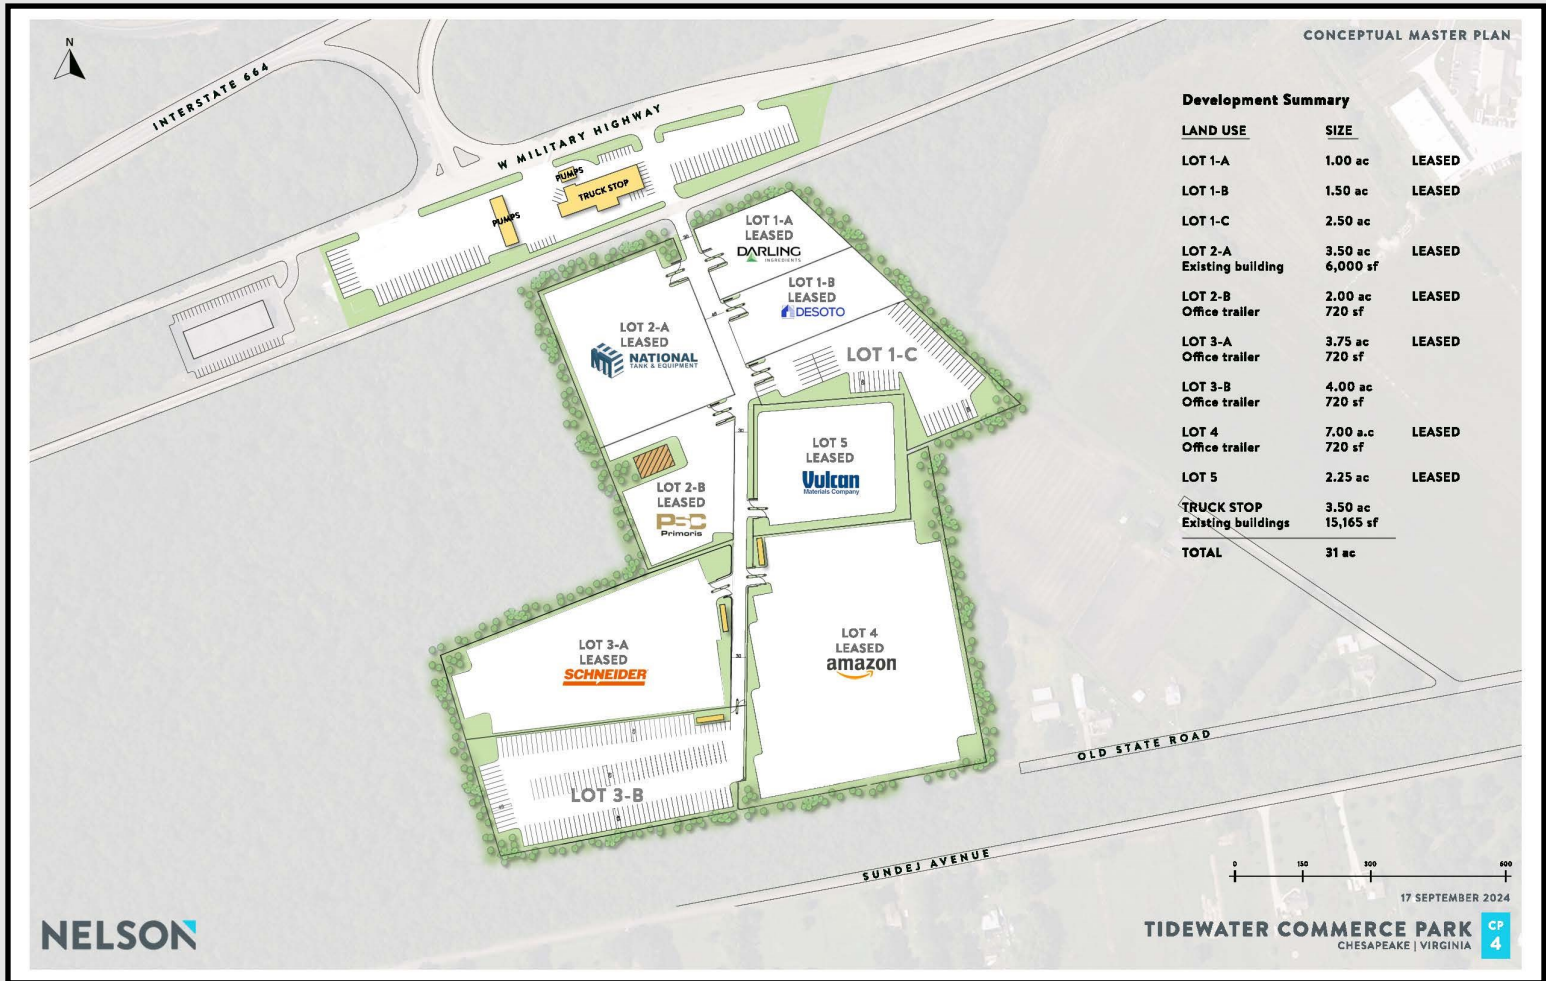 CONCEPTUAL MASTER PLAN
N
INTERSTATE 664
W MILITARY HIGHWAY
PUMPS
TRUCK STOP
PUMPS
LOT 1-A
LEASED
DARLING
INGREDIENTS
LOT 1-B
LEASED
DESOTO
LOT 1-C
LOT 2-A
LEASED
NATIONAL
TANK & EQUIPMENT
LOT 5
LEASED
Vulcan
Materials Company
LOT 2-B
LEASED
Primoris
LOT 4
LEASED
amazon
LOT 3-A
LEASED
SCHNEIDER
LOT 3-B
OLD STATE ROAD
SUNDEJ AVENUE
Development Summary
LAND USE SIZE
LOT 1-A 1.00 ac LEASED
LOT 1-B 1.50 ac LEASED
LOT 1-C 2.50 ac
LOT 2-A 3.50 ac LEASED
Existing building 6,000 sf
LOT 2-B 2.00 ac LEASED
Office trailer 720 sf
LOT 3-A 3.75 ac LEASED
Office trailer 720 sf
LOT 3-B 4.00 ac
Office trailer 720 sf
LOT 4 7.00 a.c LEASED
Office trailer 720 sf
LOT 5 2.25 ac LEASED
TRUCK STOP 3.50 ac
Existing buildings 15,165 sf
TOTAL 31 ac
0 150 300 600
17 SEPTEMBER 2024
NELSON
TIDEWATER COMMERCE PARK
CHESAPEAKE | VIRGINIA
CP
4